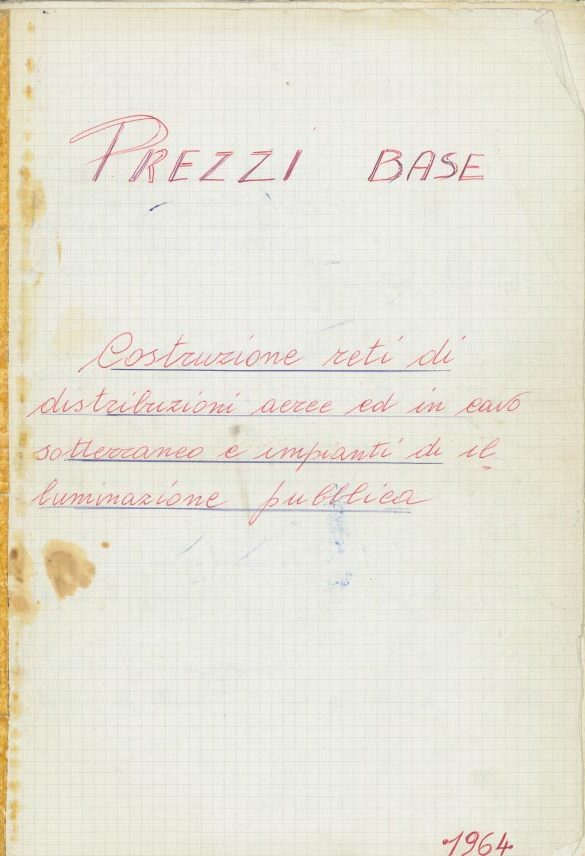 PREZZI BASE
Costruzione reti di
distribuzioni aeree ed in cavo
sotterraneo e impianti di il
luminazione pubblica
1964